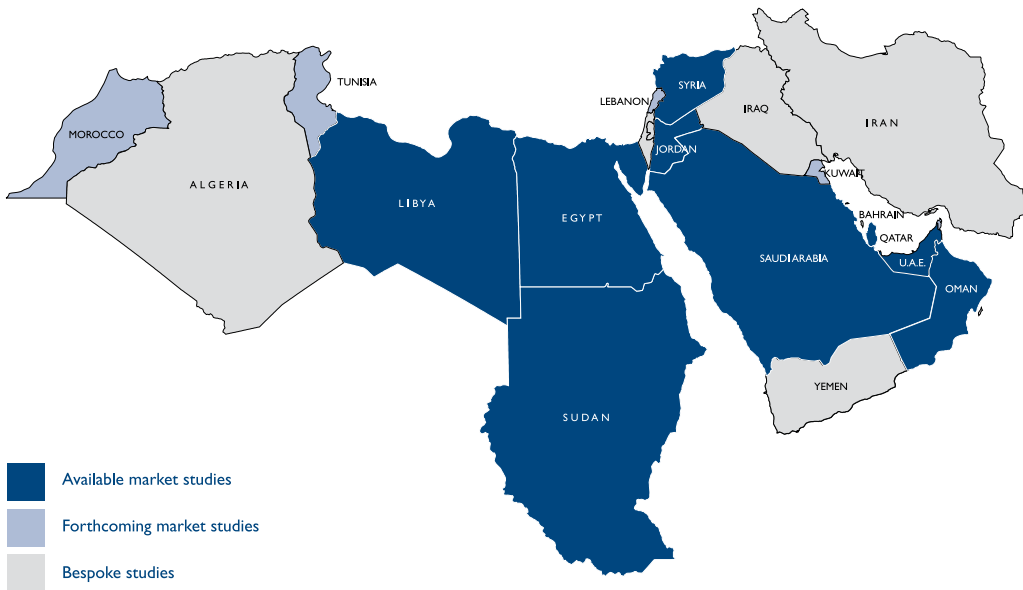 TUNISIA
SYRIA
LEBANON
IRAQ
IRAN
MOROCCO
JORDAN
KUWAIT
ALGERIA
LIBYA
EGYPT
BAHRAIN
QATAR
SAUDI ARABIA
U.A.E.
OMAN
YEMEN
SUDAN
Available market studies
Forthcoming market studies
Bespoke studies